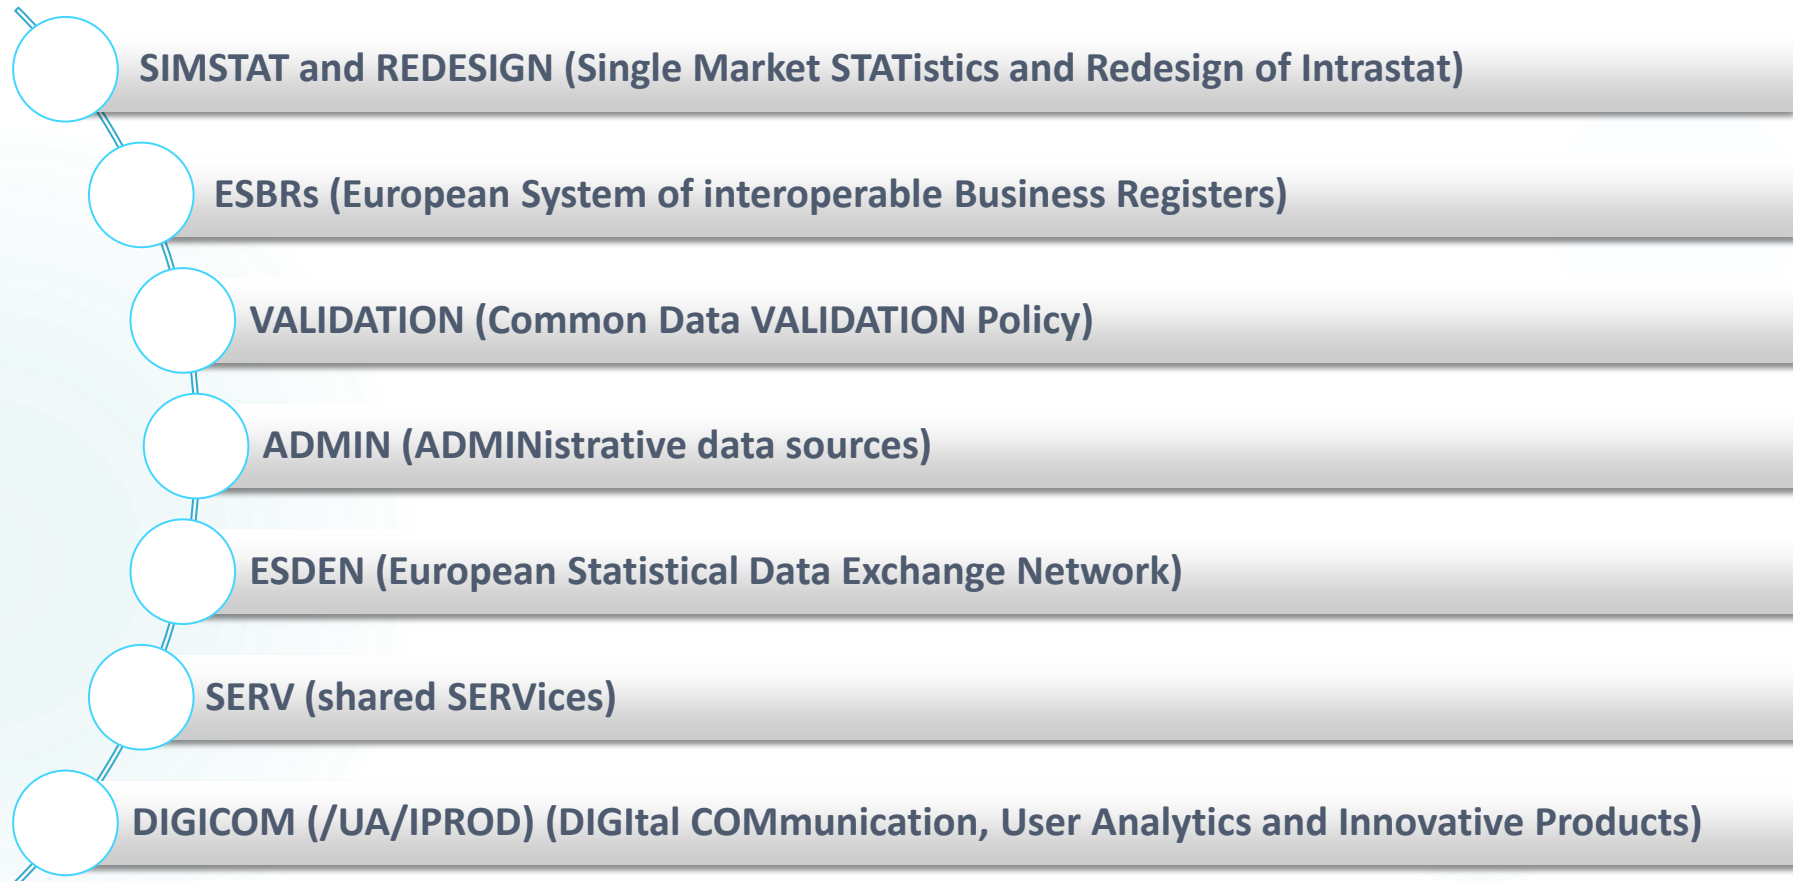 SIMSTAT and REDESIGN (Single Market STATistics and Redesign of Intrastat)
ESBRs (European System of interoperable Business Registers)
VALIDATION (Common Data VALIDATION Policy)
ADMIN (ADMINistrative data sources)
ESDEN (European Statistical Data Exchange Network)
SERV (shared SERVices)
DIGICOM (/UA/IPROD) (DIGItal COMmunication, User Analytics and Innovative Products)